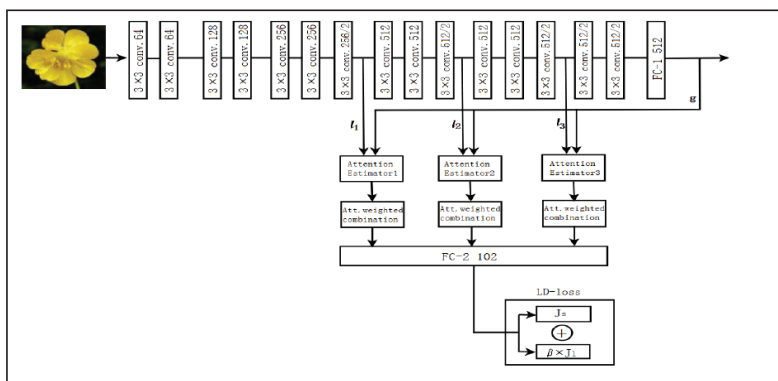 3×3 conv.64
3×3 conv.64
3×3 conv.128
3×3 conv.128
3×3 conv.256
3×3 conv.256
3×3 conv.256/2
3×3 conv.512
3×3 conv.512
3×3 conv.512/2
3×3 conv.512
3×3 conv.512
3×3 conv.512/2
3×3 conv.512/2
3×3 conv.512/2
FC-1 512
l₁
l₂
l₃
g
Attention
Estimator1
Attention
Estimator2
Attention
Estimator3
Att.weighted
combination
Att.weighted
combination
Att.weighted
combination
FC-2 102
LD-loss
Js
+
β×J₁